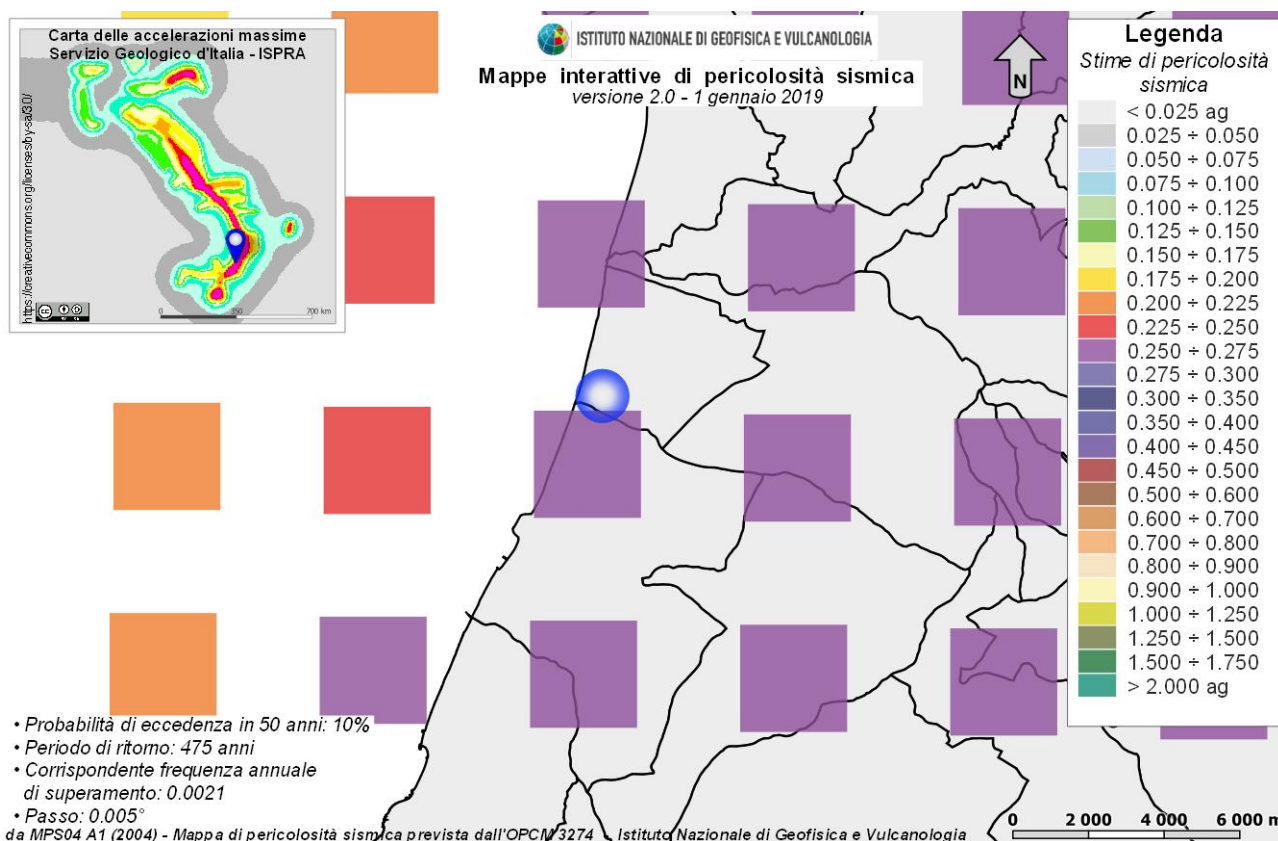 Carta delle accelerazioni massime
Servizio Geologico d'Italia - ISPRA
https://creativecommons.org/licenses/by-sa/3.0/
cc
BY
SA
0
350
700 km
ISTITUTO NAZIONALE DI GEOFISICA E VULCANOLOGIA
Mappe interattive di pericolosità sismica
versione 2.0 - 1 gennaio 2019
N
Legenda
Stime di pericolosità
sismica
< 0.025 ag
0.025 ÷ 0.050
0.050 ÷ 0.075
0.075 ÷ 0.100
0.100 ÷ 0.125
0.125 ÷ 0.150
0.150 ÷ 0.175
0.175 ÷ 0.200
0.200 ÷ 0.225
0.225 ÷ 0.250
0.250 ÷ 0.275
0.275 ÷ 0.300
0.300 ÷ 0.350
0.350 ÷ 0.400
0.400 ÷ 0.450
0.450 ÷ 0.500
0.500 ÷ 0.600
0.600 ÷ 0.700
0.700 ÷ 0.800
0.800 ÷ 0.900
0.900 ÷ 1.000
1.000 ÷ 1.250
1.250 ÷ 1.500
1.500 ÷ 1.750
> 2.000 ag
• Probabilità di eccedenza in 50 anni: 10%
• Periodo di ritorno: 475 anni
• Corrispondente frequenza annuale
di superamento: 0.0021
• Passo: 0.005°
da MPS04 A1 (2004) - Mappa di pericolosità sismica prevista dall'OPCM 3274 - Istituto Nazionale di Geofisica e Vulcanologia
0 2 000 4 000 6 000 m